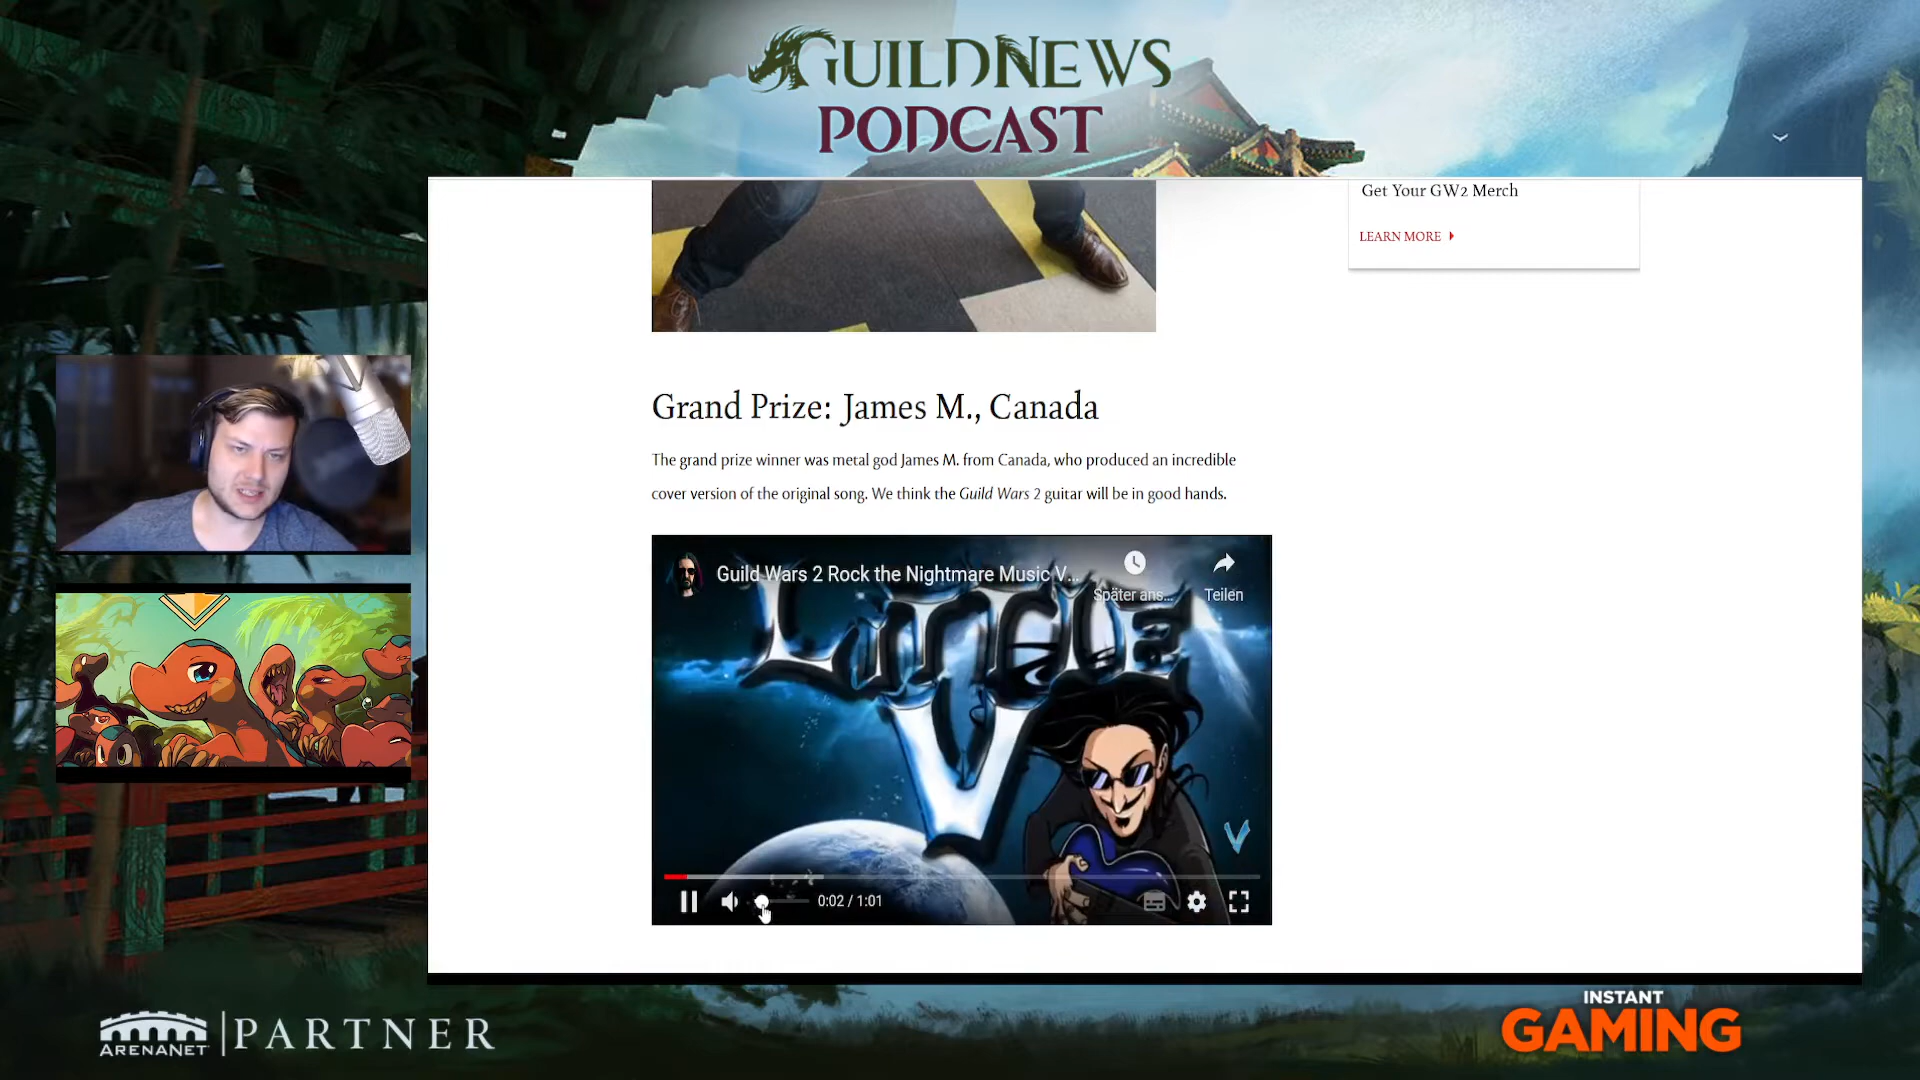 GUILDNEWS
PODCAST
Get Your GW2 Merch
LEARN MORE
Grand Prize: James M., Canada
The grand prize winner was metal god James M. from Canada, who produced an incredible
cover version of the original song. We think the Guild Wars 2 guitar will be in good hands.
Guild Wars 2 Rock the Nightmare Music V...
Später ans...
Teilen
V
V
0:02 / 1:01
ARENANET | PARTNER
INSTANT
GAMING